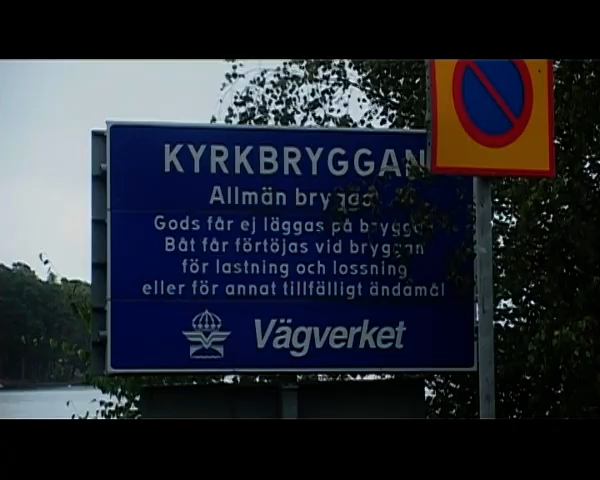 KYRKBRYGGAN
Allmän brygga
Gods får ej läggas på bryggan
Båt får förtöjas vid bryggan
för lastning och lossning
eller för annat tillfälligt ändamål
Vägverket